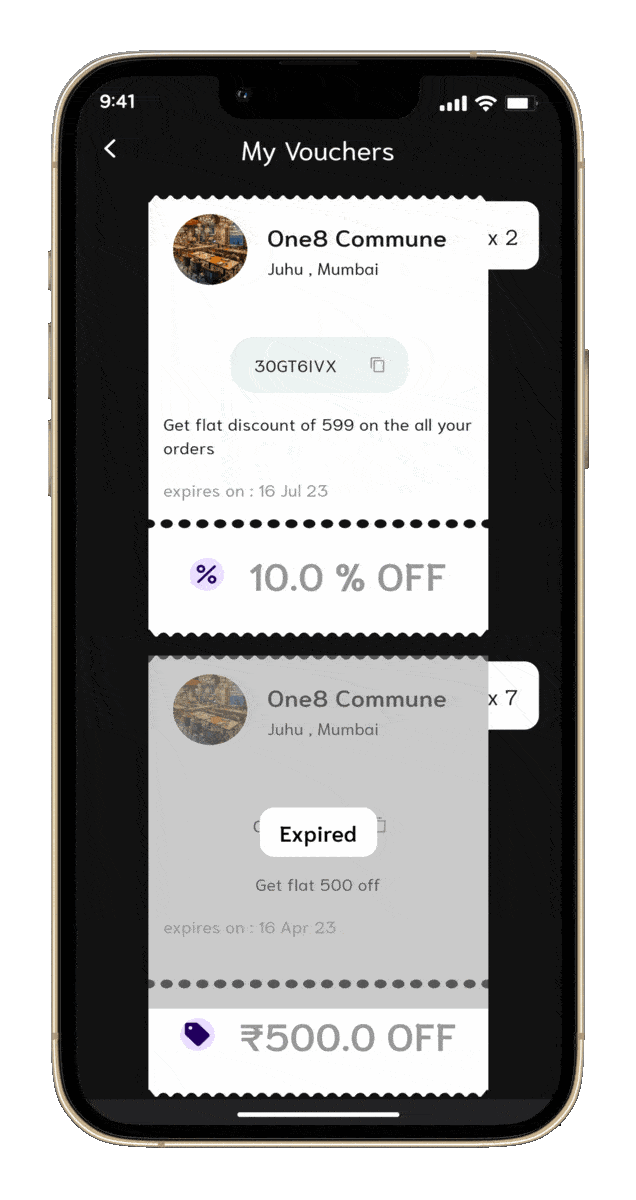 9:41
My Vouchers
One8 Commune
x 2
Juhu , Mumbai
30GT6IVX
Get flat discount of 599 on the all your
orders
expires on : 16 Jul 23
10.0 % OFF
One8 Commune
x 7
Juhu , Mumbai
Expired
Get flat 500 off
expires on : 16 Apr 23
₹500.0 OFF